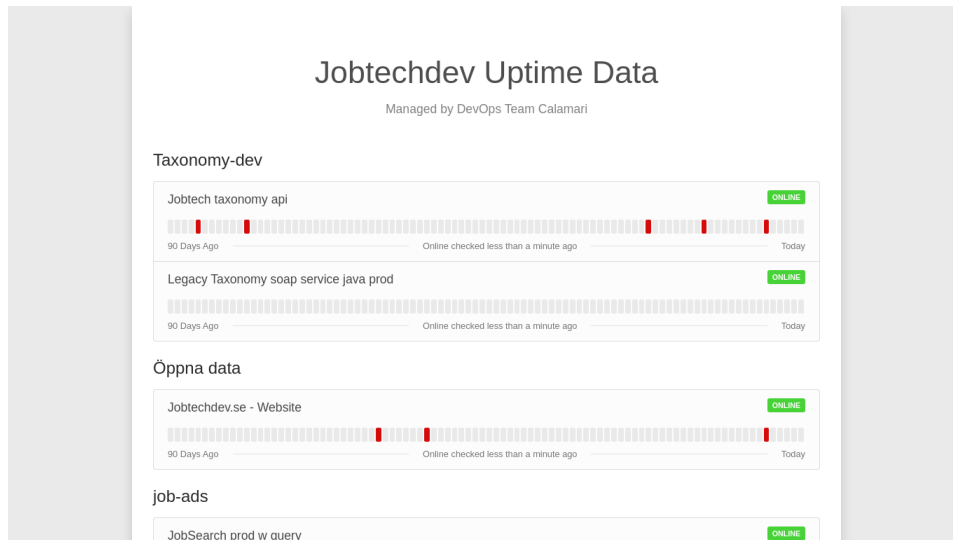 Jobtechdev Uptime Data
Managed by DevOps Team Calamari
Taxonomy-dev
Jobtech taxonomy api ONLINE
90 Days Ago Online checked less than a minute ago Today
Legacy Taxonomy soap service java prod ONLINE
90 Days Ago Online checked less than a minute ago Today
Öppna data
Jobtechdev.se - Website ONLINE
90 Days Ago Online checked less than a minute ago Today
job-ads
JobSearch prod w query ONLINE